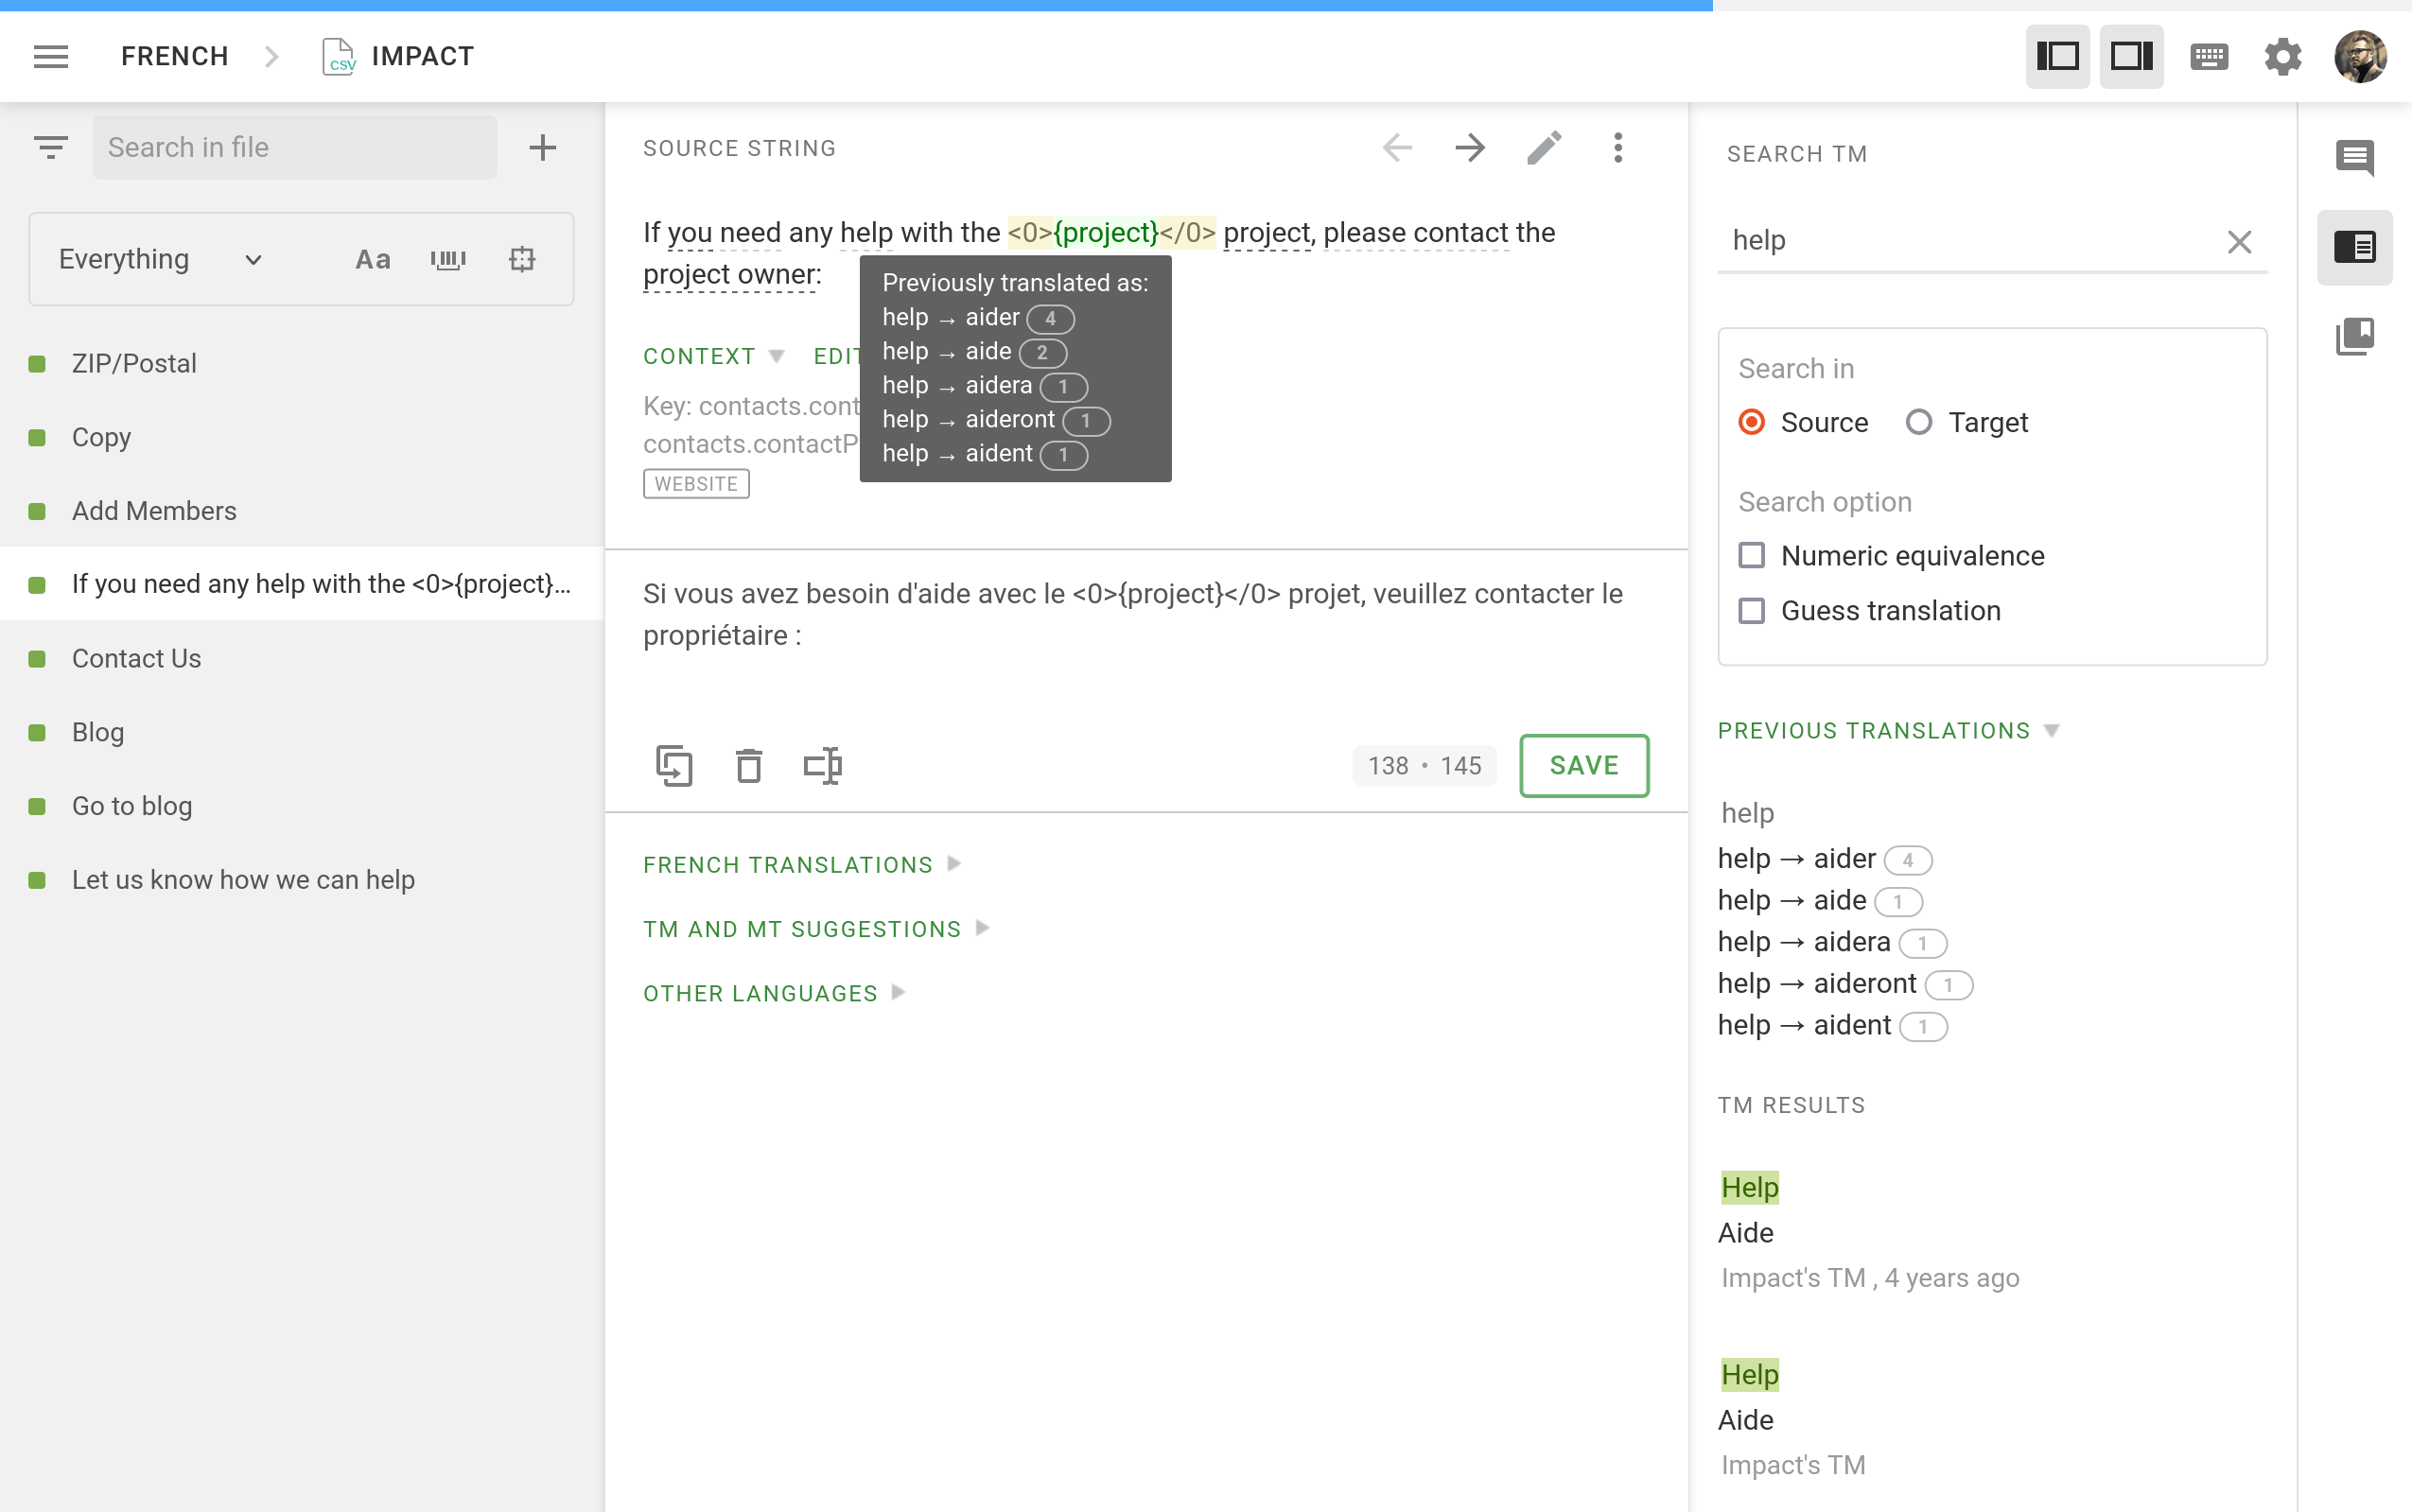 FRENCH
CSV
IMPACT
Search in file
Everything
Aa
ZIP/Postal
Copy
Add Members
If you need any help with the <0>{project}...
Contact Us
Blog
Go to blog
Let us know how we can help
SOURCE STRING
If you need any help with the <0>{project}</0> project, please contact the
project owner:
Previously translated as:
help → aider 4
help → aide 2
help → aidera 1
help → aideront 1
help → aident 1
CONTEXT
EDIT
Key: contacts.cont
contacts.contactP
WEBSITE
Si vous avez besoin d'aide avec le <0>{project}</0> projet, veuillez contacter le
propriétaire :
138 • 145
SAVE
FRENCH TRANSLATIONS
TM AND MT SUGGESTIONS
OTHER LANGUAGES
SEARCH TM
help
Search in
Source
Target
Search option
Numeric equivalence
Guess translation
PREVIOUS TRANSLATIONS
help
help → aider 4
help → aide 1
help → aidera 1
help → aideront 1
help → aident 1
TM RESULTS
Help
Aide
Impact's TM , 4 years ago
Help
Aide
Impact's TM